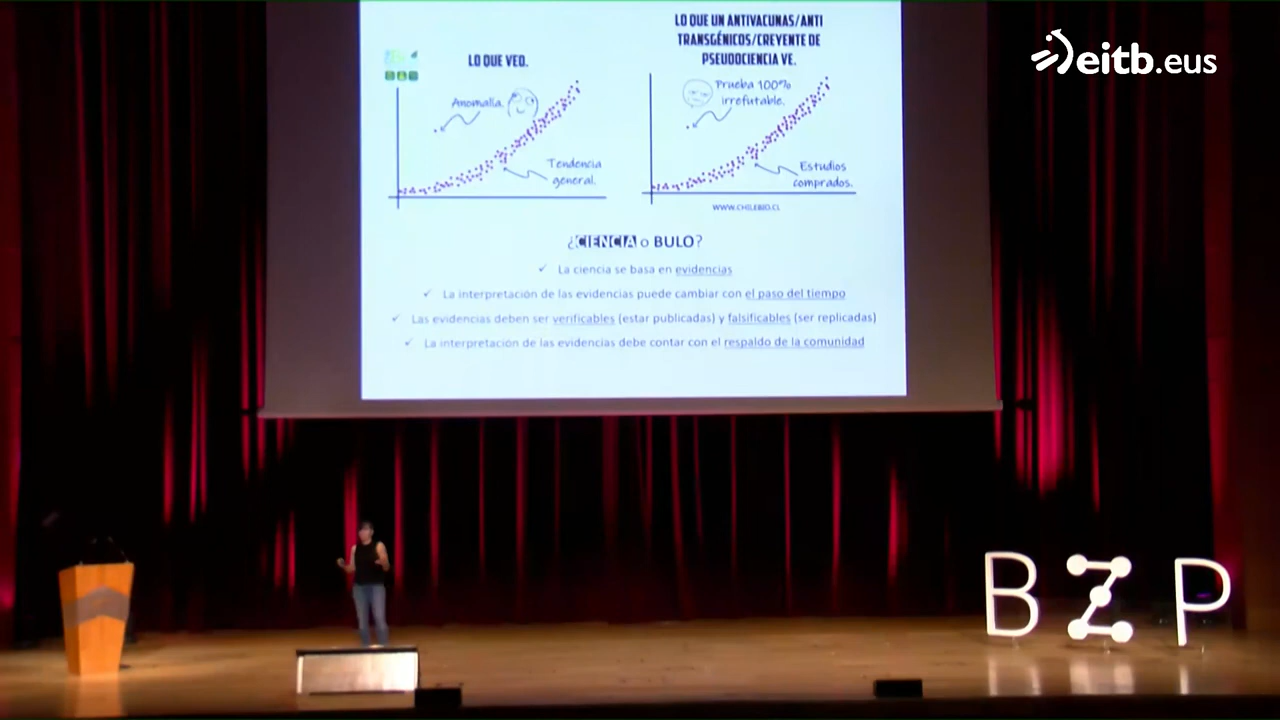 eitb.eus
LO QUE VEO.
Anomalía.
Tendencia
general.
LO QUE UN ANTIVACUNAS/ANTI
TRANSGÉNICOS/CREYENTE DE
PSEUDOCIENCIA VE.
Prueba 100%
irrefutable.
Estudios
comprados.
WWW.CHILEBIO.CL
¿CIENCIA o BULO?
✓ La ciencia se basa en evidencias
✓ La interpretación de las evidencias puede cambiar con el paso del tiempo
✓ Las evidencias deben ser verificables (estar publicadas) y falsificables (ser replicadas)
✓ La interpretación de las evidencias debe contar con el respaldo de la comunidad
BZP